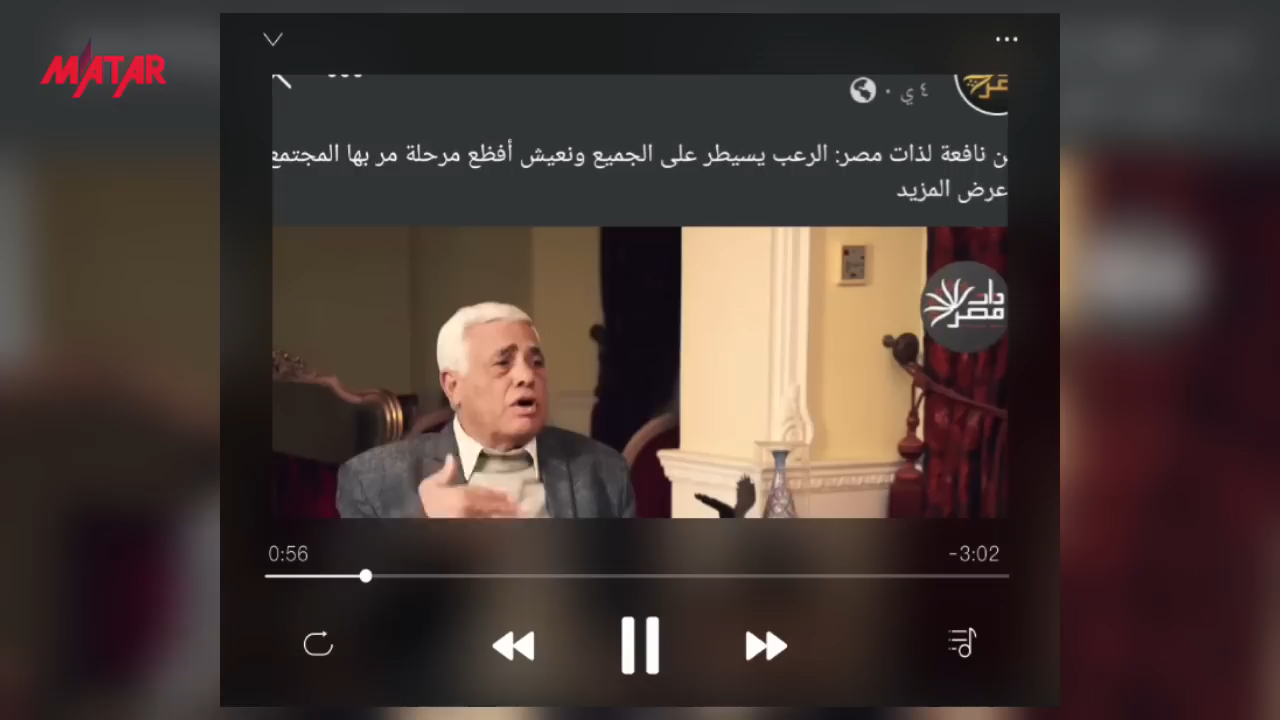 MATAR
٤ ي
ن نافعة لذات مصر: الرعب يسيطر على الجميع ونعيش أفظع مرحلة مر بها المجتمع
عرض المزيد
ذات
مصر
0:56
-3:02